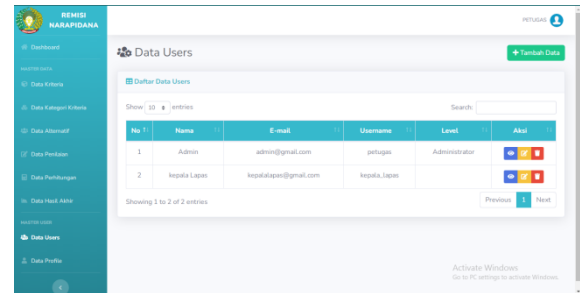 REMISI
NARAPIDANA
PETUGAS
Dashboard
MASTER DATA
Data Kriteria
Data Kategori Kriteria
Data Alternatif
Data Penilaian
Data Perhitungan
Data Hasil Akhir
MASTER USER
Data Users
Data Profile
Data Users
+ Tambah Data
Daftar Data Users
Show 10 entries
Search:
No Nama E-mail Username Level Aksi
1 Admin admin@gmail.com petugas Administrator
2 kepala Lapas kepalalapas@gmail.com kepala_lapas
Showing 1 to 2 of 2 entries
Previous 1 Next
Activate Windows
Go to PC settings to activate Windows.